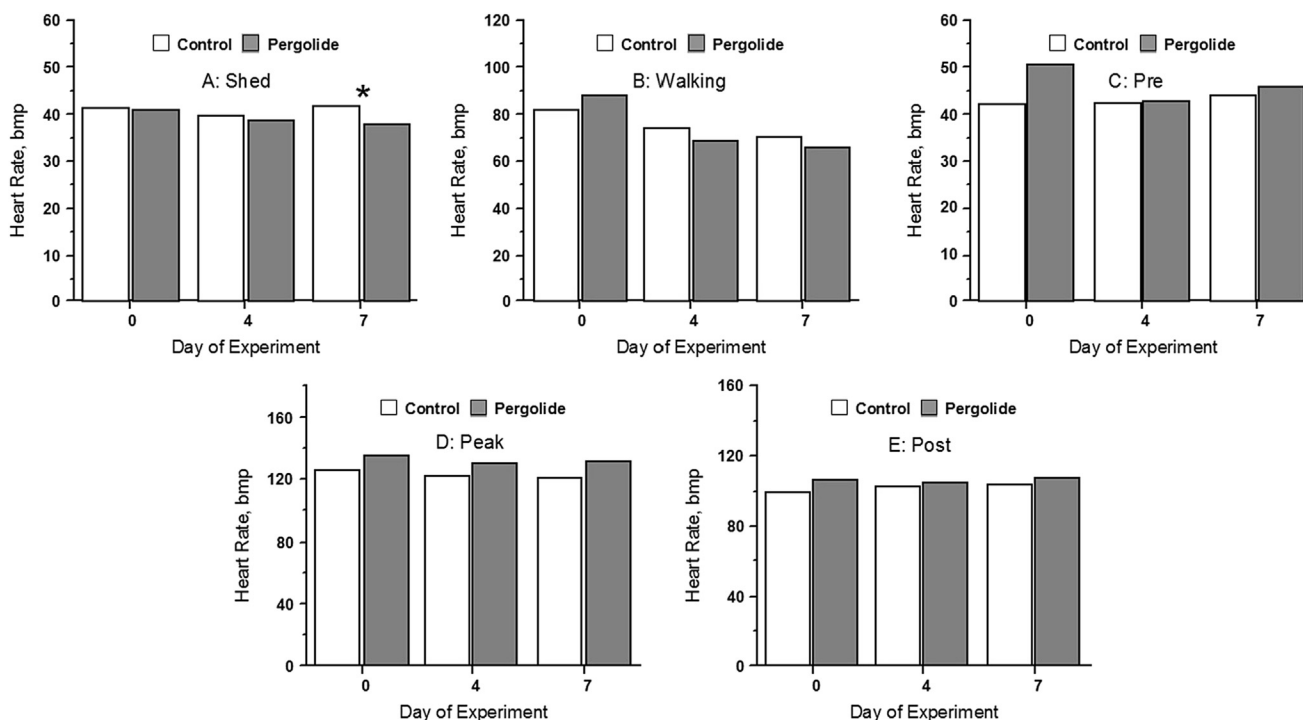 Control Pergolide
A: Shed
*
Heart Rate, bmp
60
50
40
30
20
10
0
0 4 7
Day of Experiment
Control Pergolide
B: Walking
Heart Rate, bmp
120
100
80
60
40
20
0
0 4 7
Day of Experiment
Control Pergolide
C: Pre
Heart Rate, bmp
60
50
40
30
20
10
0
0 4 7
Day of Experiment
Control Pergolide
D: Peak
Heart Rate, bmp
160
120
80
40
0
0 4 7
Day of Experiment
Control Pergolide
E: Post
Heart Rate, bmp
160
120
80
40
0
0 4 7
Day of Experiment